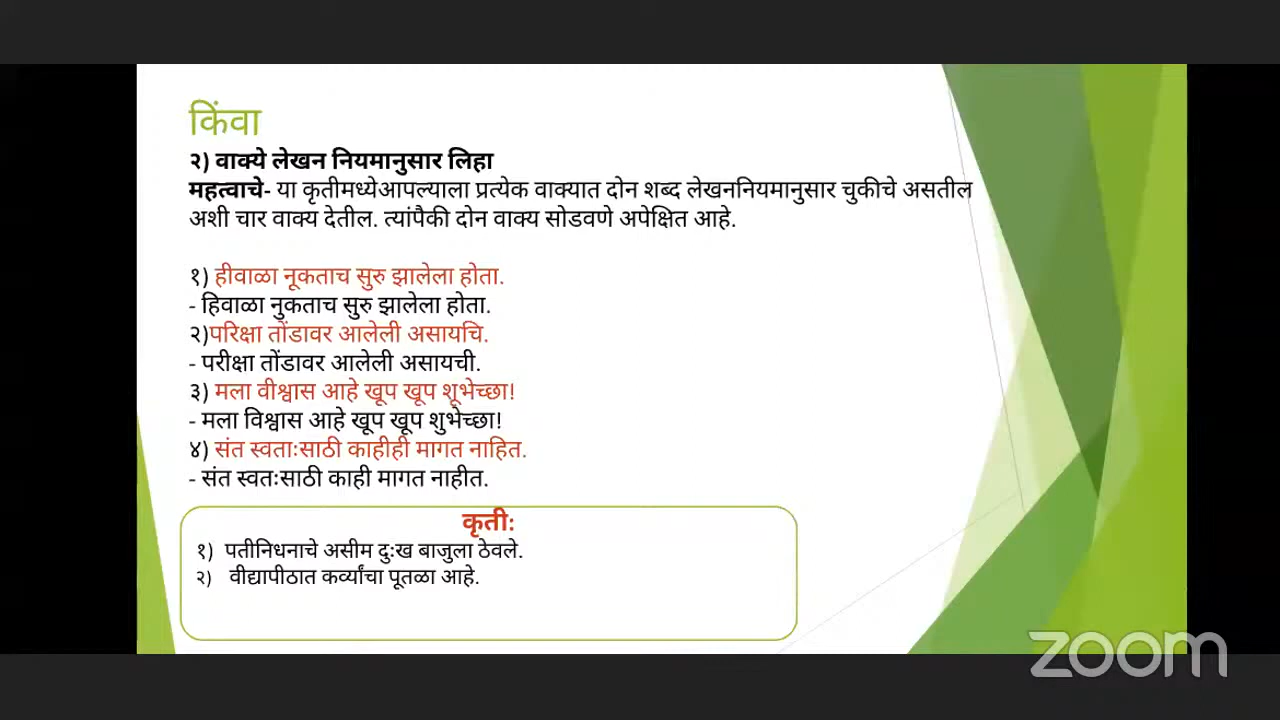 किंवा
२) वाक्ये लेखन नियमानुसार लिहा
महत्वाचे- या कृतीमध्येआपल्याला प्रत्येक वाक्यात दोन शब्द लेखननियमानुसार चुकीचे असतील
अशी चार वाक्य देतील. त्यांपैकी दोन वाक्य सोडवणे अपेक्षित आहे.
१) हीवाळा नूकताच सुरु झालेला होता.
- हिवाळा नुकताच सुरु झालेला होता.
२)परिक्षा तोंडावर आलेली असायचि.
- परीक्षा तोंडावर आलेली असायची.
३) मला वीश्वास आहे खूप खूप शूभेच्छा!
- मला विश्वास आहे खूप खूप शुभेच्छा!
४) संत स्वताःसाठी काहीही मागत नाहित.
- संत स्वतःसाठी काही मागत नाहीत.
कृती:
१) पतीनिधनाचे असीम दुःख बाजुला ठेवले.
२) वीद्यापीठात कर्व्यांचा पूतळा आहे.
zoom